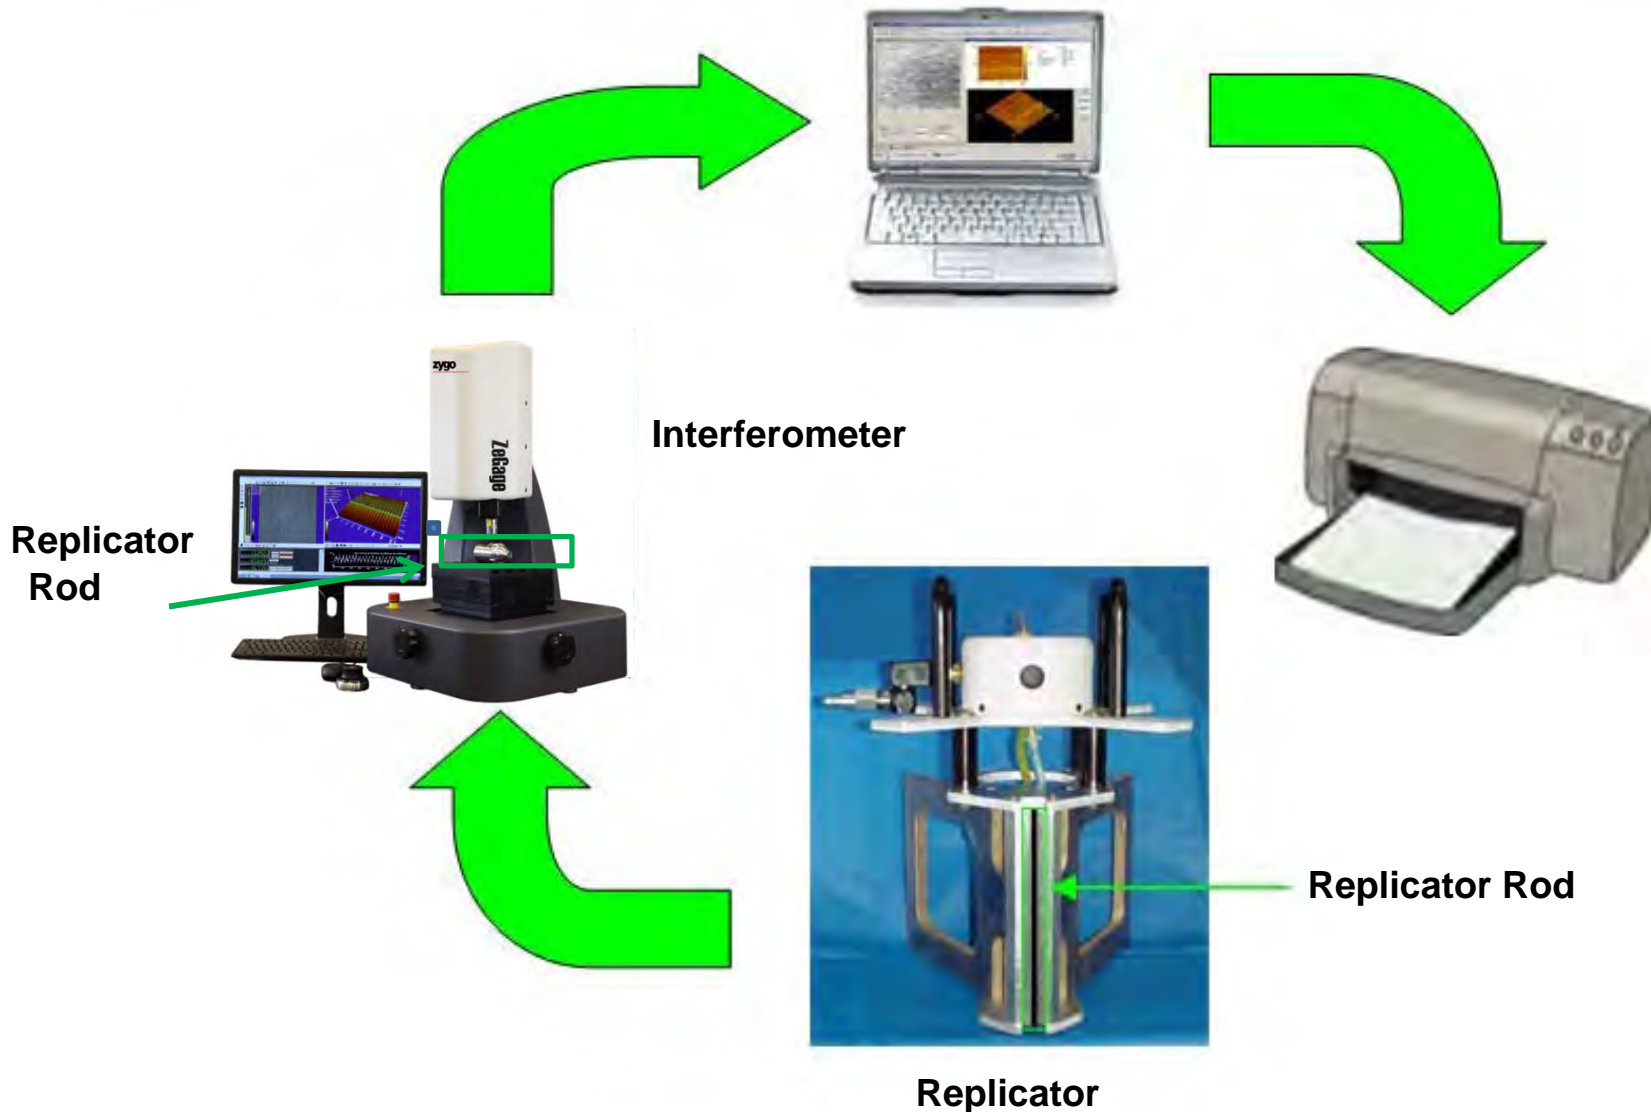 zygo
ZeGage
Interferometer
Replicator
Rod
Replicator Rod
Replicator